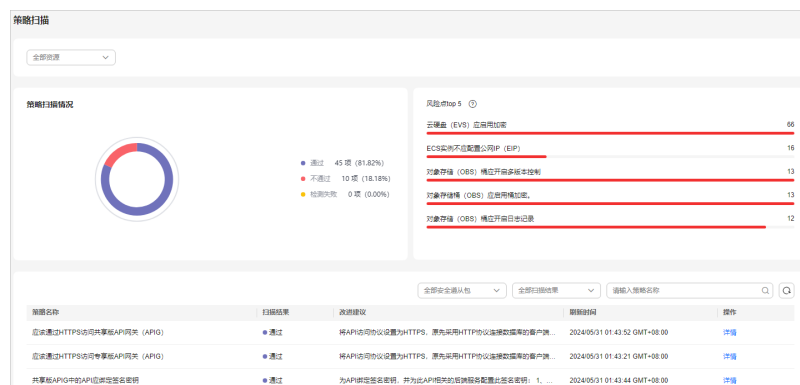 策略扫描
全部资源
策略扫描情况
通过 45 项 (81.82%)
不通过 10 项 (18.18%)
检测失败 0 项 (0.00%)
风险点top 5
云硬盘（EVS）应启用加密 66
ECS实例不应配置公网IP（EIP） 16
对象存储（OBS）桶应开启多版本控制 13
对象存储桶（OBS）应启用桶加密。 13
对象存储（OBS）桶应开启日志记录 12
全部安全遵从包 全部扫描结果 请输入策略名称
策略名称 扫描结果 改进建议 刷新时间 操作
应该通过HTTPS访问共享版API网关（APIG） 通过 将API访问协议设置为HTTPS，原先采用HTTP协议连接数据库的客户端... 2024/05/31 01:43:52 GMT+08:00 详情
应该通过HTTPS访问专享版API网关（APIG） 通过 将API访问协议设置为HTTPS，原先采用HTTP协议连接数据库的客户端... 2024/05/31 01:43:21 GMT+08:00 详情
共享版APIG中的API应绑定签名密钥 通过 为API绑定签名密钥，并为此API相关的后端服务配置此签名密钥： 1、... 2024/05/31 01:43:44 GMT+08:00 详情